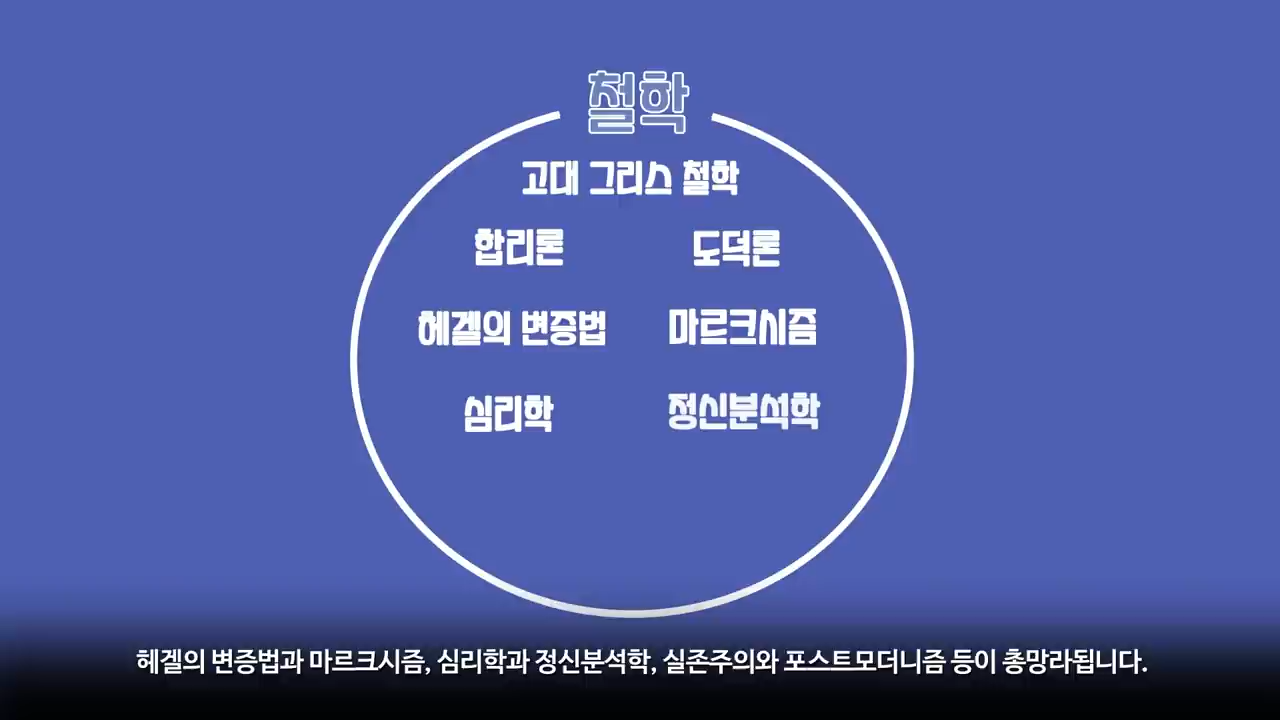 철학
고대 그리스 철학
합리론 도덕론
헤겔의 변증법 마르크시즘
심리학 정신분석학
헤겔의 변증법과 마르크시즘, 심리학과 정신분석학, 실존주의와 포스트모더니즘 등이 총망라됩니다.